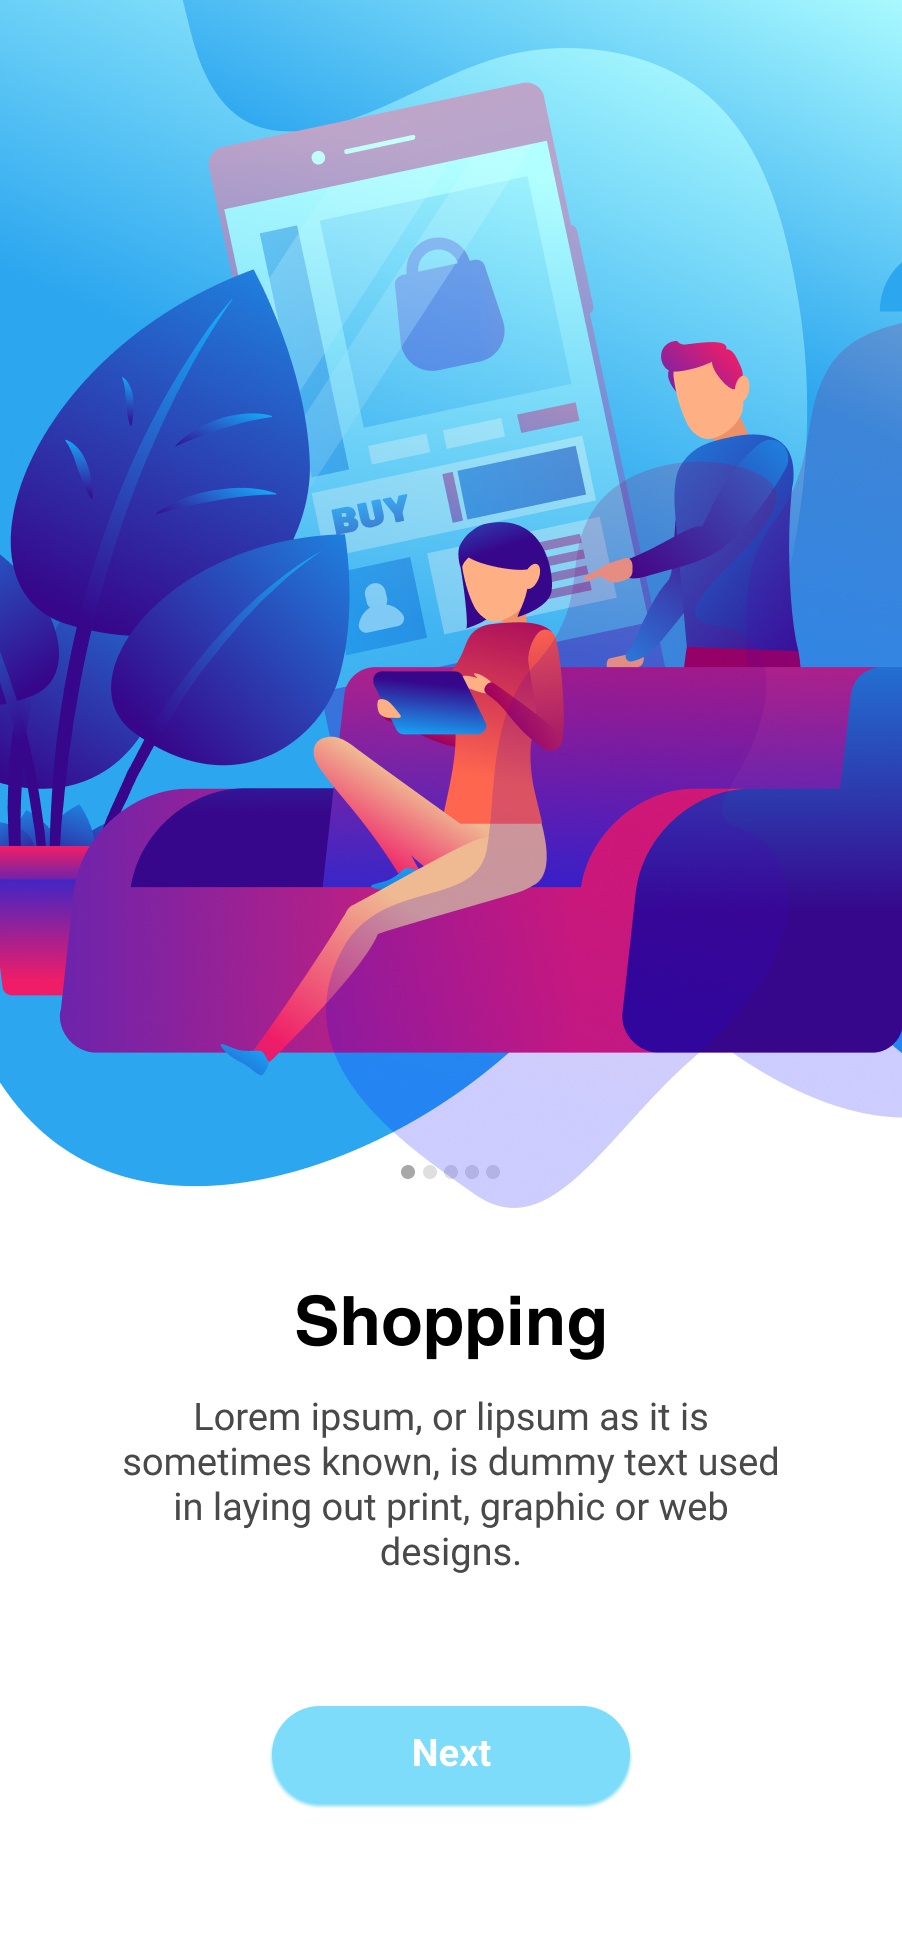 BUY
Shopping
Lorem ipsum, or lipsum as it is
sometimes known, is dummy text used
in laying out print, graphic or web
designs.
Next